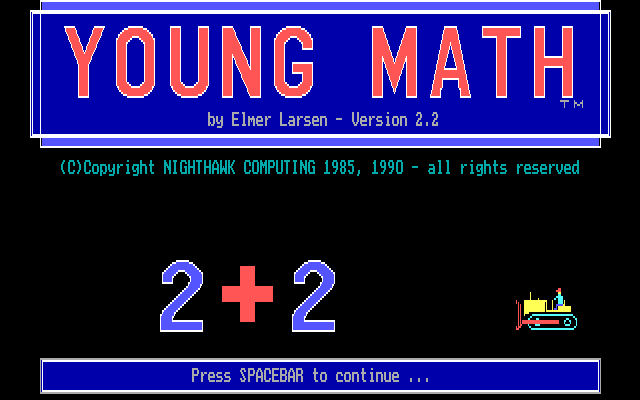 YOUNG MATH
TM
by Elmer Larsen - Version 2.2
(C)Copyright NIGHTHAWK COMPUTING 1985, 1990 - all rights reserved
2+2
Press SPACEBAR to continue ...